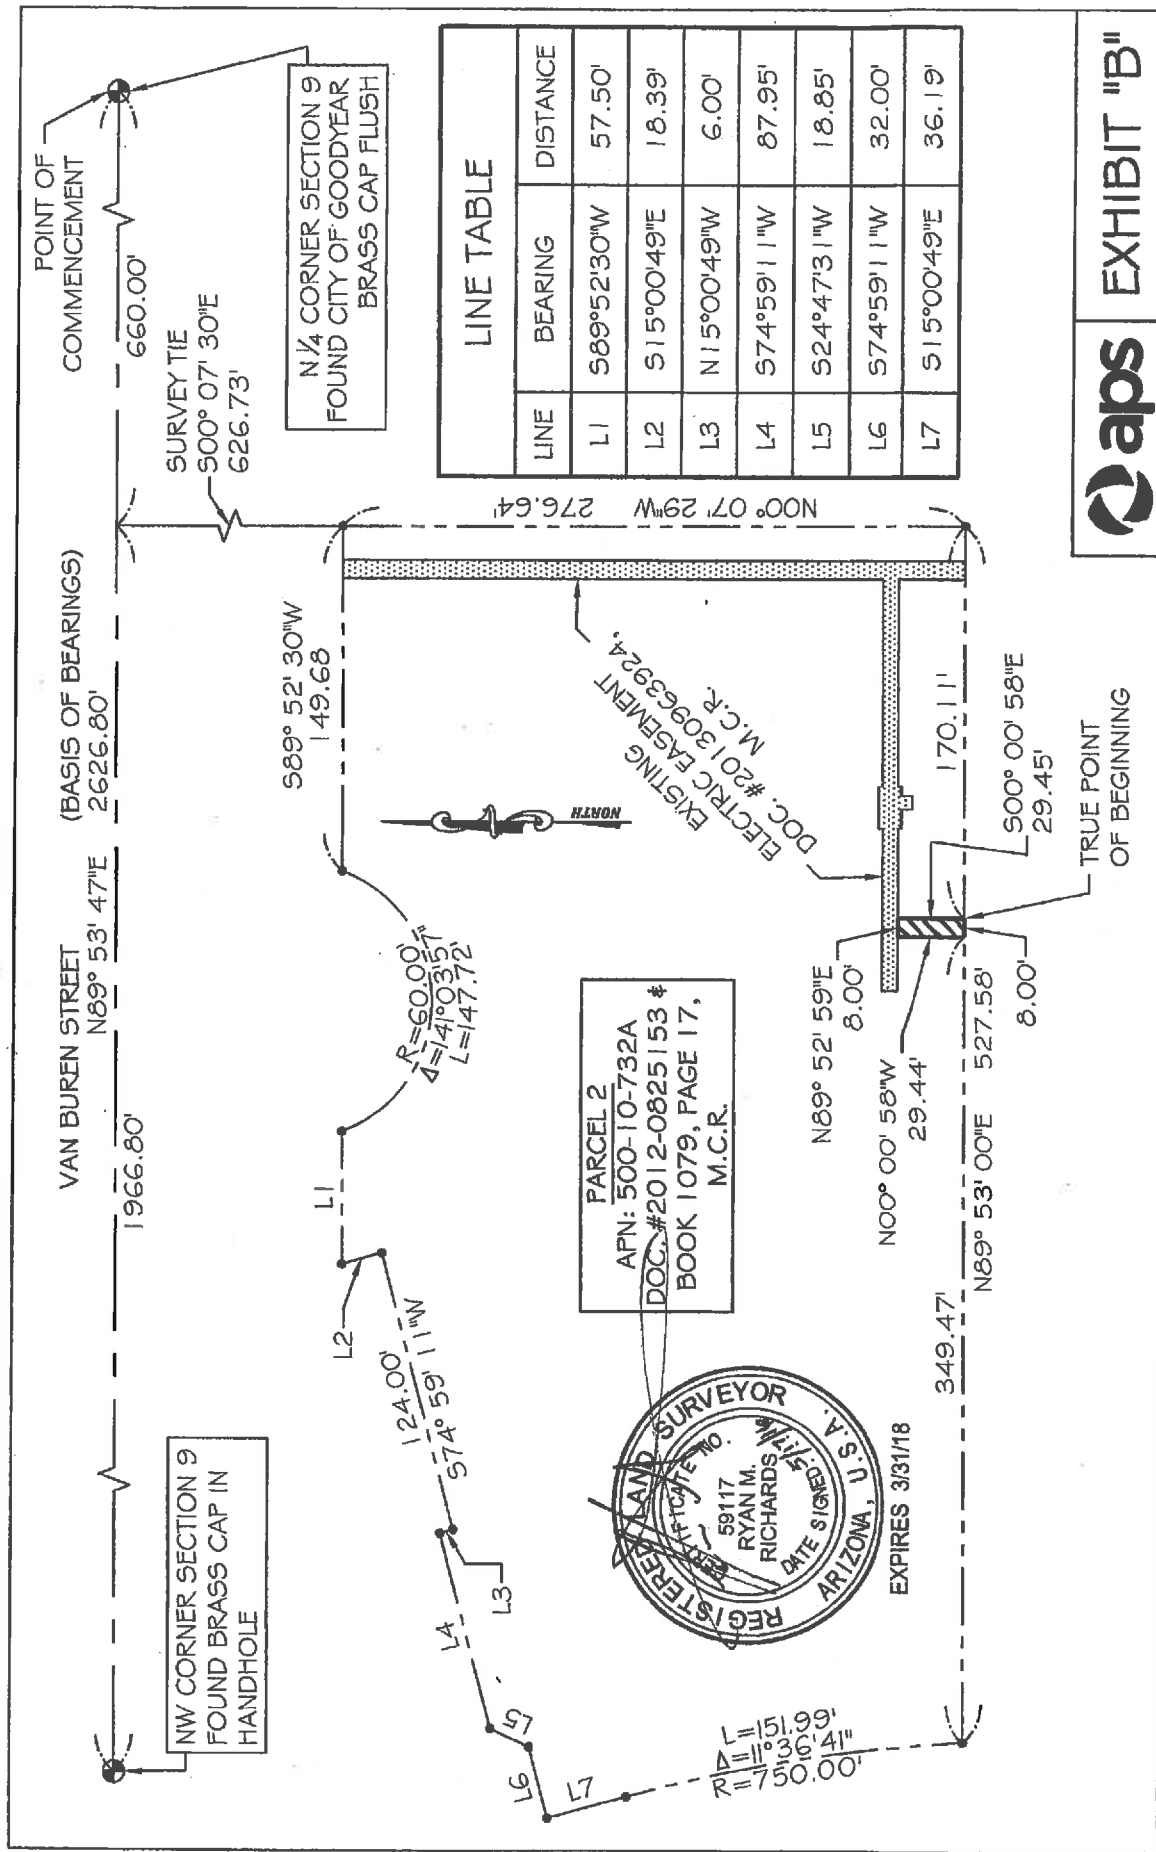 NW CORNER SECTION 9
FOUND BRASS CAP IN
HANDHOLE
VAN BUREN STREET
N89° 53' 47"E
(BASIS OF BEARINGS)
2626.80'
1966.80'
660.00'
POINT OF
COMMENCEMENT
N 1/4 CORNER SECTION 9
FOUND CITY OF GOODYEAR
BRASS CAP FLUSH
SURVEY TIE
S00° 07' 30"E
626.73'
S89° 52' 30"W
149.68
N00° 07' 29"W 276.64'
L1
L2
R=60.00'
Δ=141°03'57"
L=147.72'
124.00'
S74° 59' 11"W
L3
L4
L5
L6
L7
L=151.99'
Δ=11°36'41"
R=750.00'
NORTH
EXISTING
ELECTRIC EASEMENT
DOC. #20130963924,
M.C.R.
PARCEL 2
APN: 500-10-732A
DOC. #2012-0825153 &
BOOK 1079, PAGE 17,
M.C.R.
REGISTERED LAND SURVEYOR
CERTIFICATE NO.
59117
RYAN M.
RICHARDS
DATE SIGNED:
ARIZONA, U.S.A.
EXPIRES 3/31/18
N89° 52' 59"E
8.00'
N00° 00' 58"W
29.44'
170.11'
S00° 00' 58"E
29.45'
TRUE POINT
OF BEGINNING
8.00'
349.47'
N89° 53' 00"E 527.58'
LINE TABLE
LINE BEARING DISTANCE
L1 S89°52'30"W 57.50'
L2 S15°00'49"E 18.39'
L3 N15°00'49"W 6.00'
L4 S74°59'11"W 87.95'
L5 S24°47'31"W 18.85'
L6 S74°59'11"W 32.00'
L7 S15°00'49"E 36.19'
aps
EXHIBIT "B"